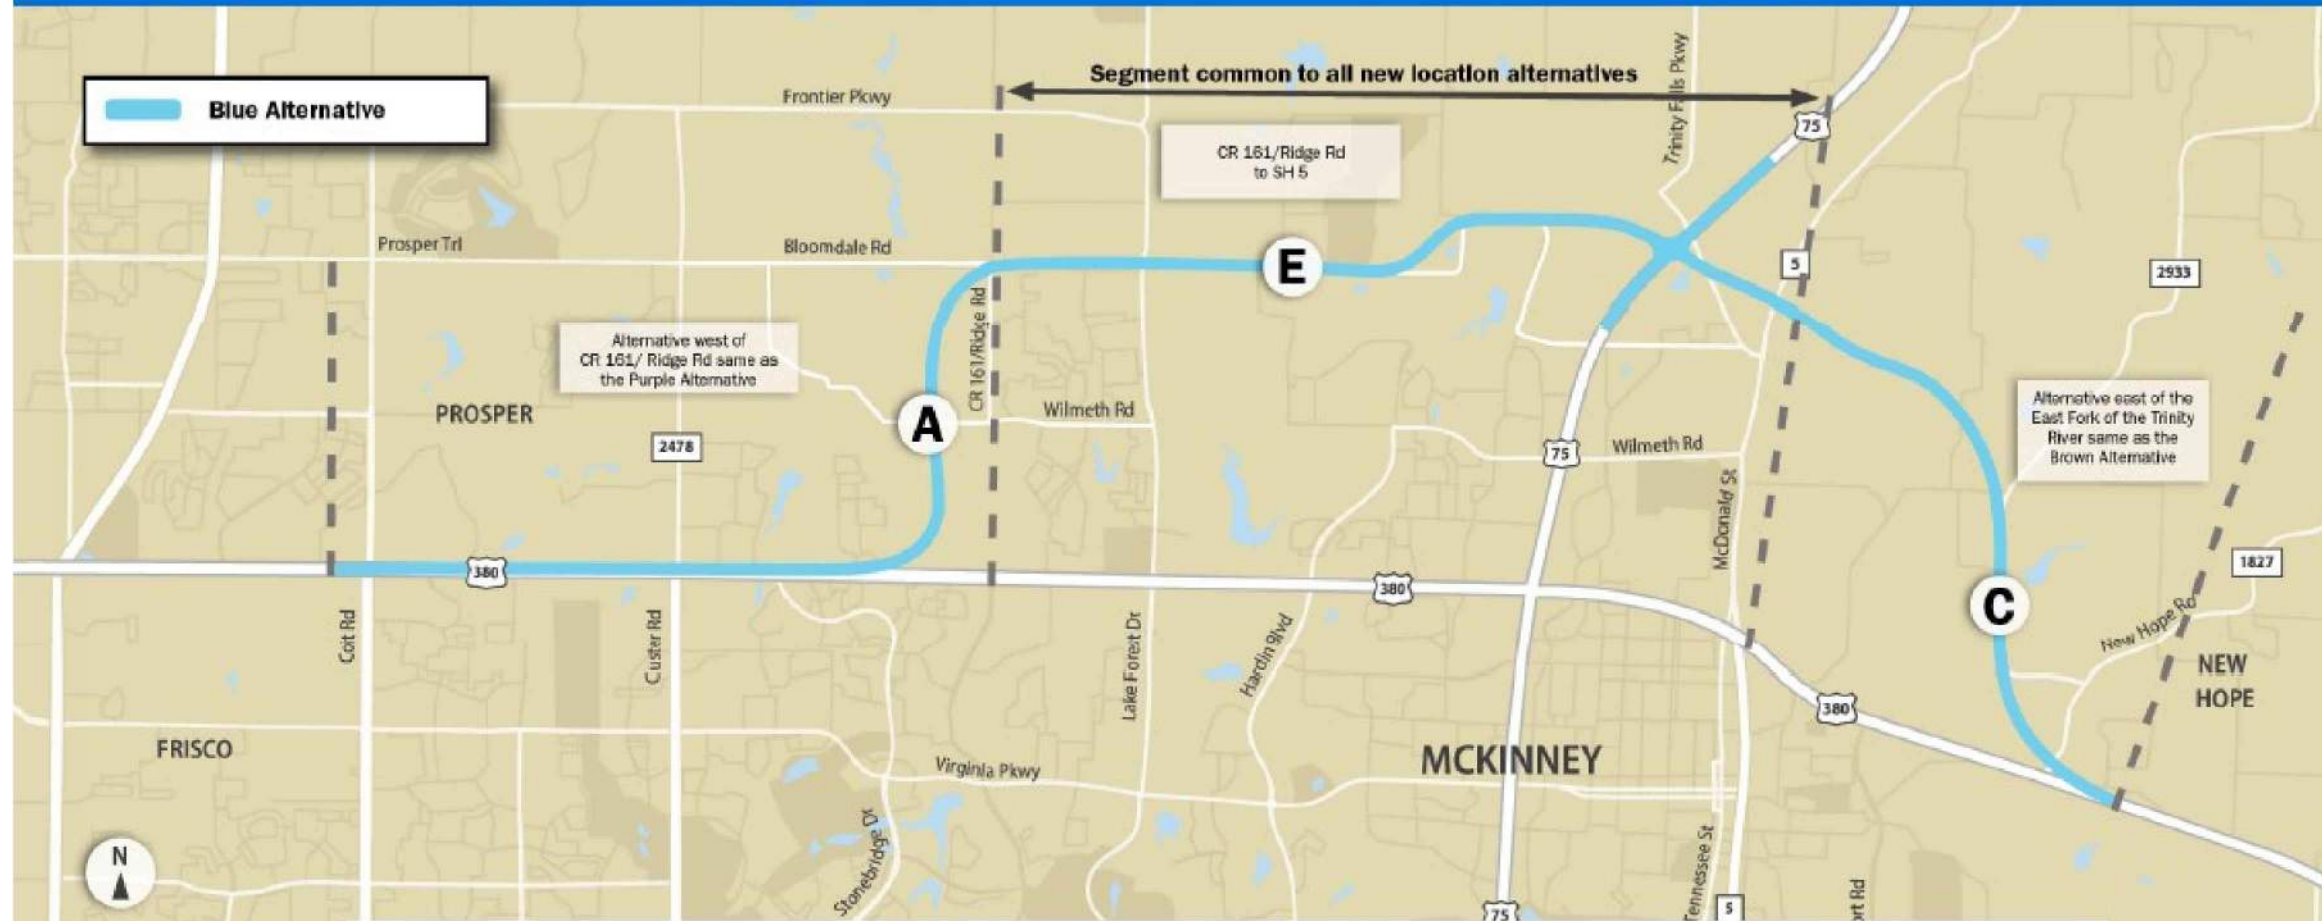 Segment common to all new location alternatives
Blue Alternative
Frontier Pkwy
Trinity Falls Pkwy
75
CR 161/Ridge Rd
to SH 5
Prosper Trl
Bloomdale Rd
E
5
2933
CR 161/Ridge Rd
Alternative west of
CR 161/ Ridge Rd same as
the Purple Alternative
PROSPER
A
Wilmeth Rd
2478
75
Wilmeth Rd
Alternative east of the
East Fork of the Trinity
River same as the
Brown Alternative
McDonald St
380
380
1827
C
New Hope Rd
NEW
HOPE
Coit Rd
Custer Rd
Lake Forest Dr
Hardin Blvd
380
FRISCO
MCKINNEY
Virginia Pkwy
Stonebridge Dr
N
Tennessee St
75
5
rt Rd